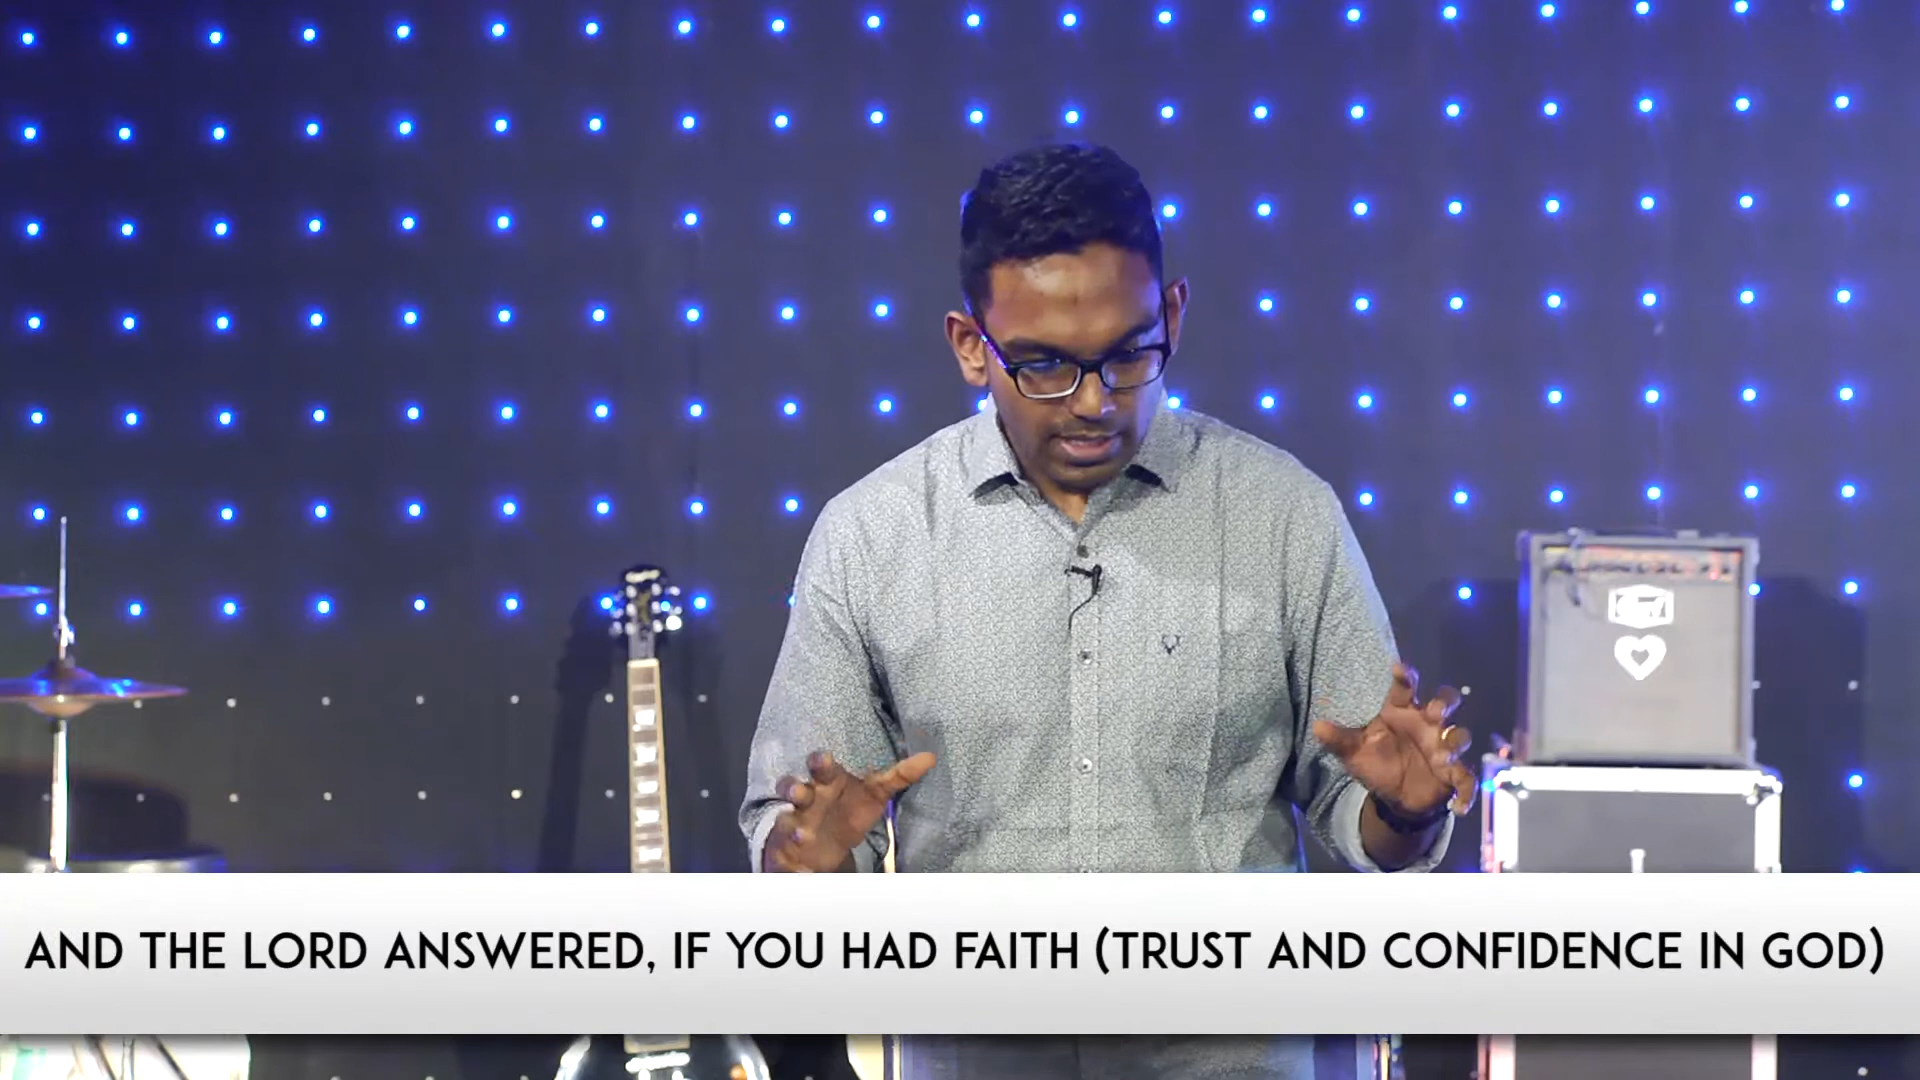 AND THE LORD ANSWERED, IF YOU HAD FAITH (TRUST AND CONFIDENCE IN GOD)